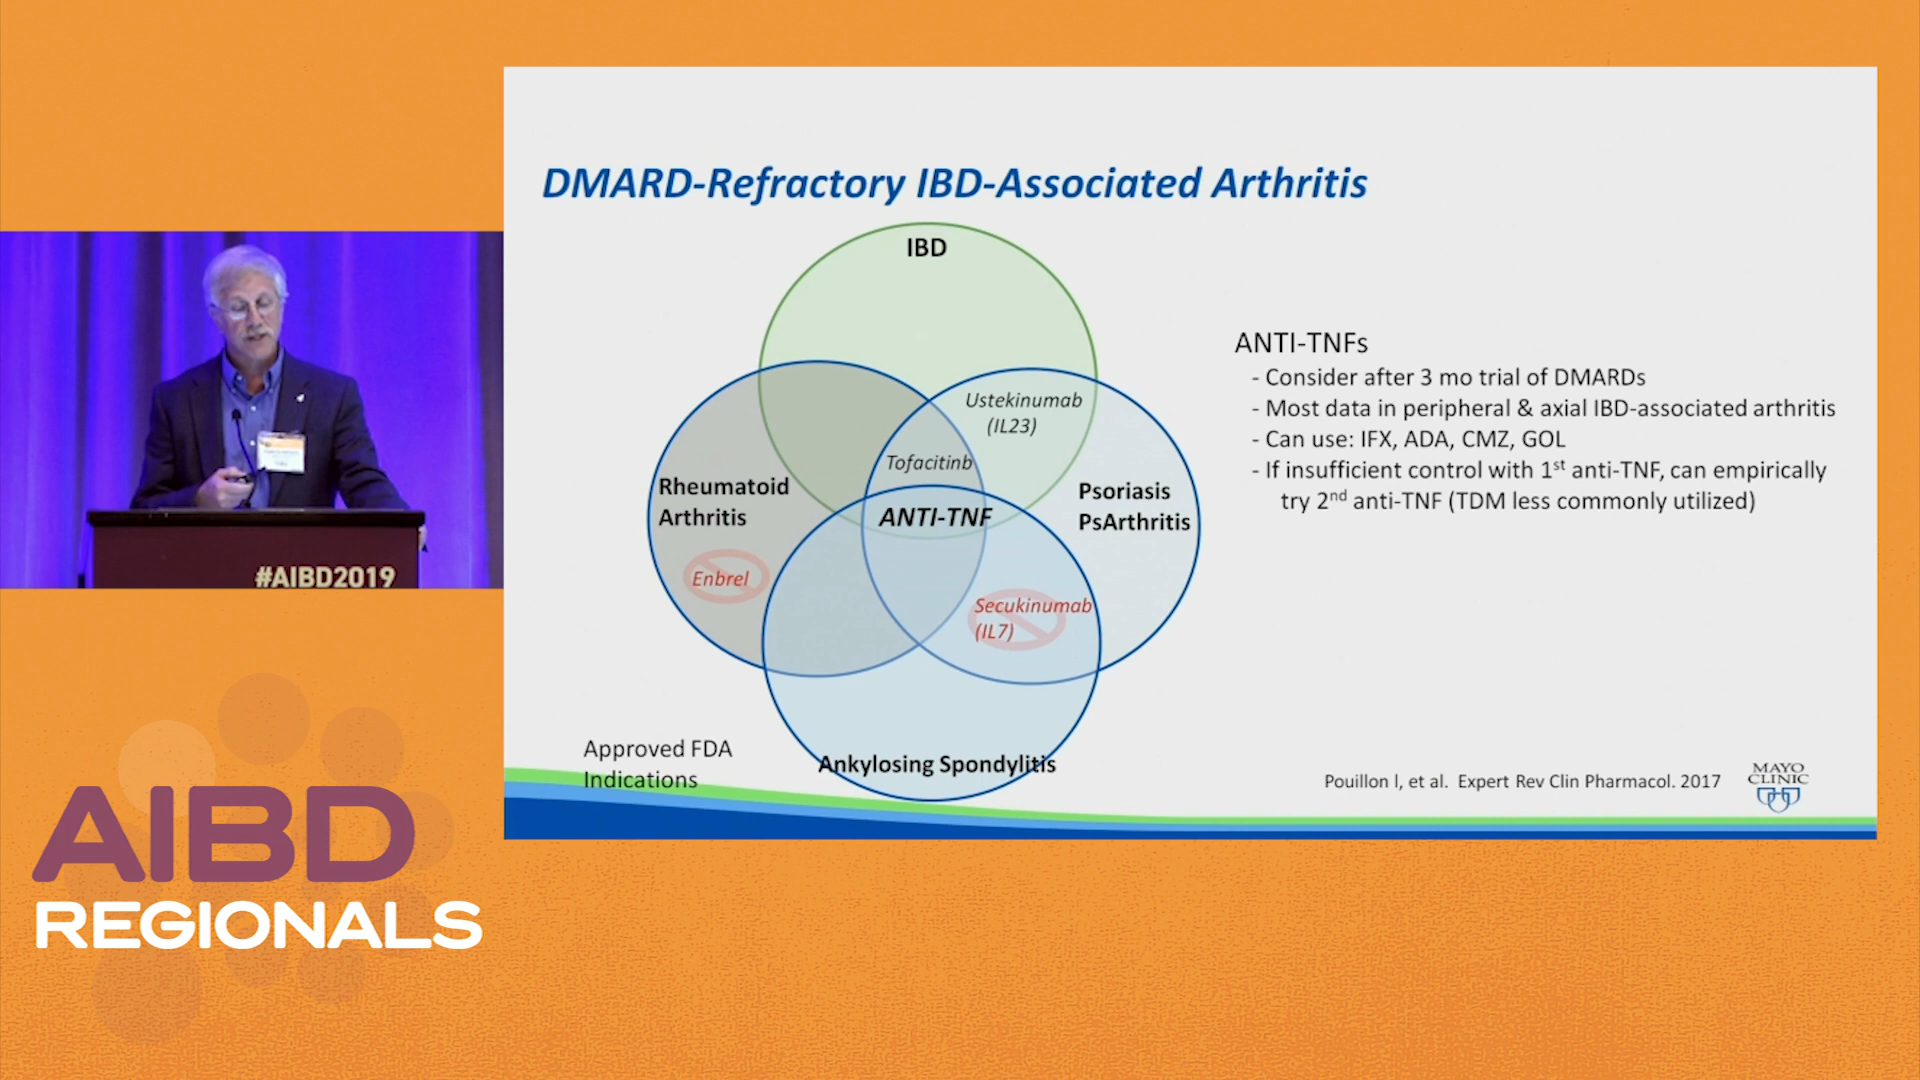 DMARD-Refractory IBD-Associated Arthritis
IBD
Ustekinumab
(IL23)
Tofacitinb
Rheumatoid
Arthritis
ANTI-TNF
Psoriasis
PsArthritis
Enbrel
Secukinumab
(IL7)
Ankylosing Spondylitis
Approved FDA
Indications
ANTI-TNFs
- Consider after 3 mo trial of DMARDs
- Most data in peripheral & axial IBD-associated arthritis
- Can use: IFX, ADA, CMZ, GOL
- If insufficient control with 1st anti-TNF, can empirically
try 2nd anti-TNF (TDM less commonly utilized)
Pouillon l, et al. Expert Rev Clin Pharmacol. 2017
MAYO
CLINIC
#AIBD2019
AIBD
REGIONALS